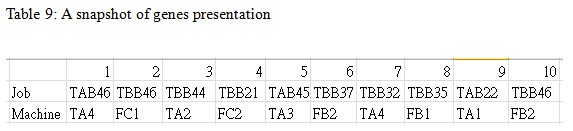 Table 9: A snapshot of genes presentation
1 2 3 4 5 6 7 8 9 10
Job TAB46 TBB46 TBB44 TBB21 TAB45 TBB37 TBB32 TBB35 TAB22 TBB46
Machine TA4 FC1 TA2 FC2 TA3 FB2 TA4 FB1 TA1 FB2